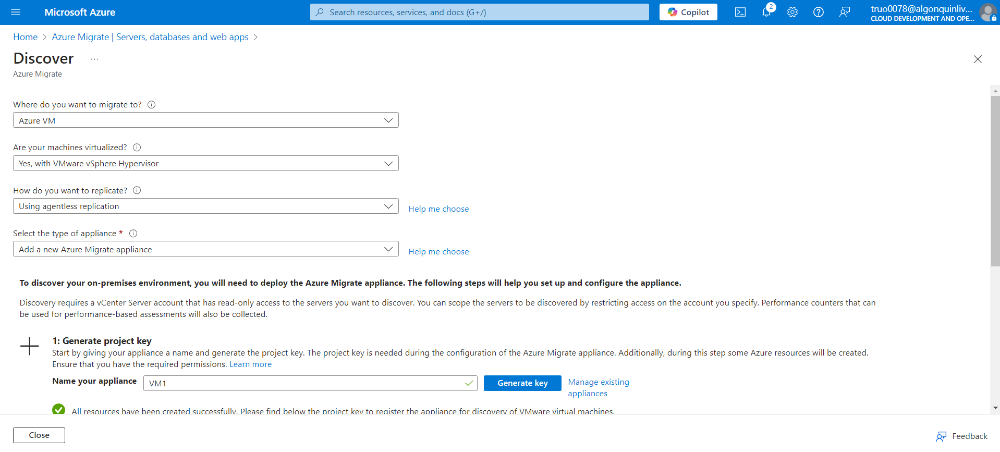 Microsoft Azure
Search resources, services, and docs (G+/)
Copilot
2
truo0078@algonquinliv...
CLOUD DEVELOPMENT AND OPE...
Home > Azure Migrate | Servers, databases and web apps >
Discover ...
Azure Migrate
Where do you want to migrate to?
Azure VM
Are your machines virtualized?
Yes, with VMware vSphere Hypervisor
How do you want to replicate?
Using agentless replication
Help me choose
Select the type of appliance *
Add a new Azure Migrate appliance
Help me choose
To discover your on-premises environment, you will need to deploy the Azure Migrate appliance. The following steps will help you set up and configure the appliance.
Discovery requires a vCenter Server account that has read-only access to the servers you want to discover. You can scope the servers to be discovered by restricting access on the account you specify. Performance counters that can
be used for performance-based assessments will also be collected.
1: Generate project key
Start by giving your appliance a name and generate the project key. The project key is needed during the configuration of the Azure Migrate appliance. Additionally, during this step some Azure resources will be created.
Ensure that you have the required permissions. Learn more
Name your appliance
VM1
Generate key
Manage existing
appliances
All resources have been created successfully. Please find below the project key to register the appliance for discovery of VMware virtual machines.
Close
Feedback